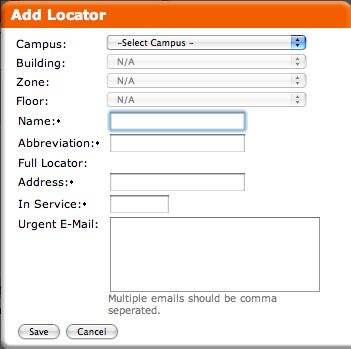 Add Locator
Campus: -Select Campus -
Building: N/A
Zone: N/A
Floor: N/A
Name:♦
Abbreviation:♦
Full Locator:
Address:♦
In Service:♦
Urgent E-Mail:
Multiple emails should be comma
seperated.
Save Cancel